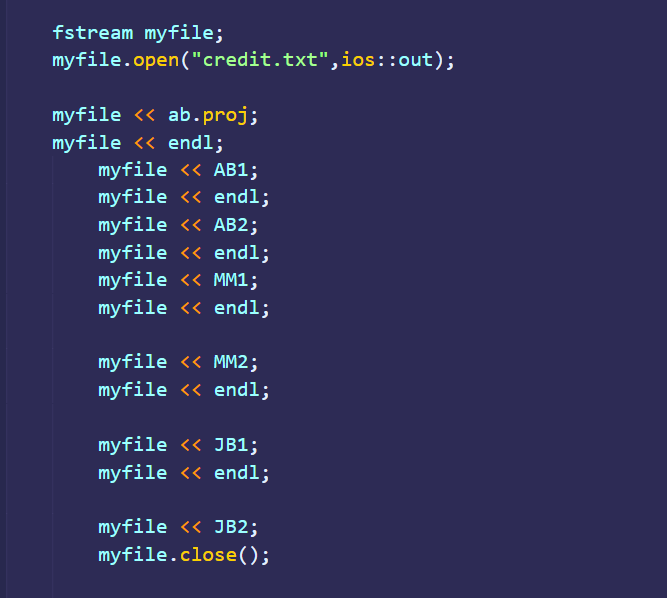 fstream myfile;
myfile.open("credit.txt",ios::out);
myfile << ab.proj;
myfile << endl;
myfile << AB1;
myfile << endl;
myfile << AB2;
myfile << endl;
myfile << MM1;
myfile << endl;
myfile << MM2;
myfile << endl;
myfile << JB1;
myfile << endl;
myfile << JB2;
myfile.close();